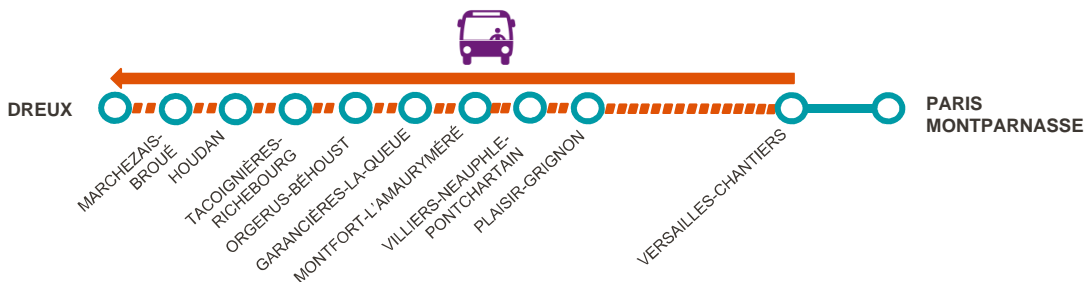 DREUX
MARCHEZAIS-
BROUÉ
HOUDAN
TACOIGNIÈRES-
RICHEBOURG
ORGERUS-BÉHOUST
GARANCIÈRES-LA-QUEUE
MONTFORT-L'AMAURYMÉRÉ
VILLIERS-NEAUPHLE-
PONTCHARTAIN
PLAISIR-GRIGNON
VERSAILLES-CHANTIERS
PARIS
MONTPARNASSE